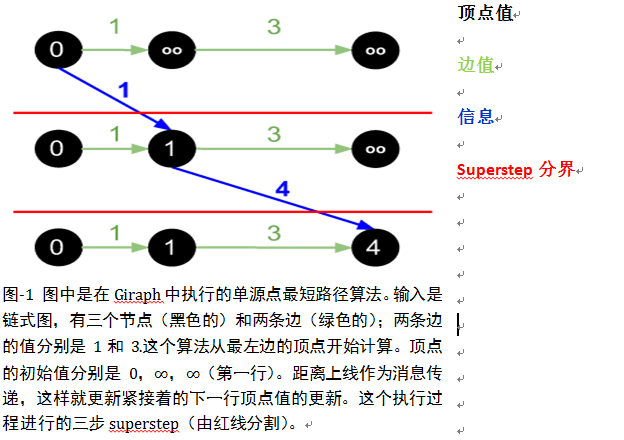 0 1 ∞ 3 ∞
1
0 1 1 3 ∞
4
0 1 1 3 4
顶点值
边值
信息
Superstep 分界
图-1 图中是在 Giraph 中执行的单源点最短路径算法。输入是
链式图，有三个节点（黑色的）和两条边（绿色的）；两条边
的值分别是 1 和 3.这个算法从最左边的顶点开始计算。顶点
的初始值分别是 0，∞，∞（第一行）。距离上线作为消息传
递，这样就更新紧接着的下一行顶点值的更新。这个执行过
程进行的三步 superstep（由红线分割）。